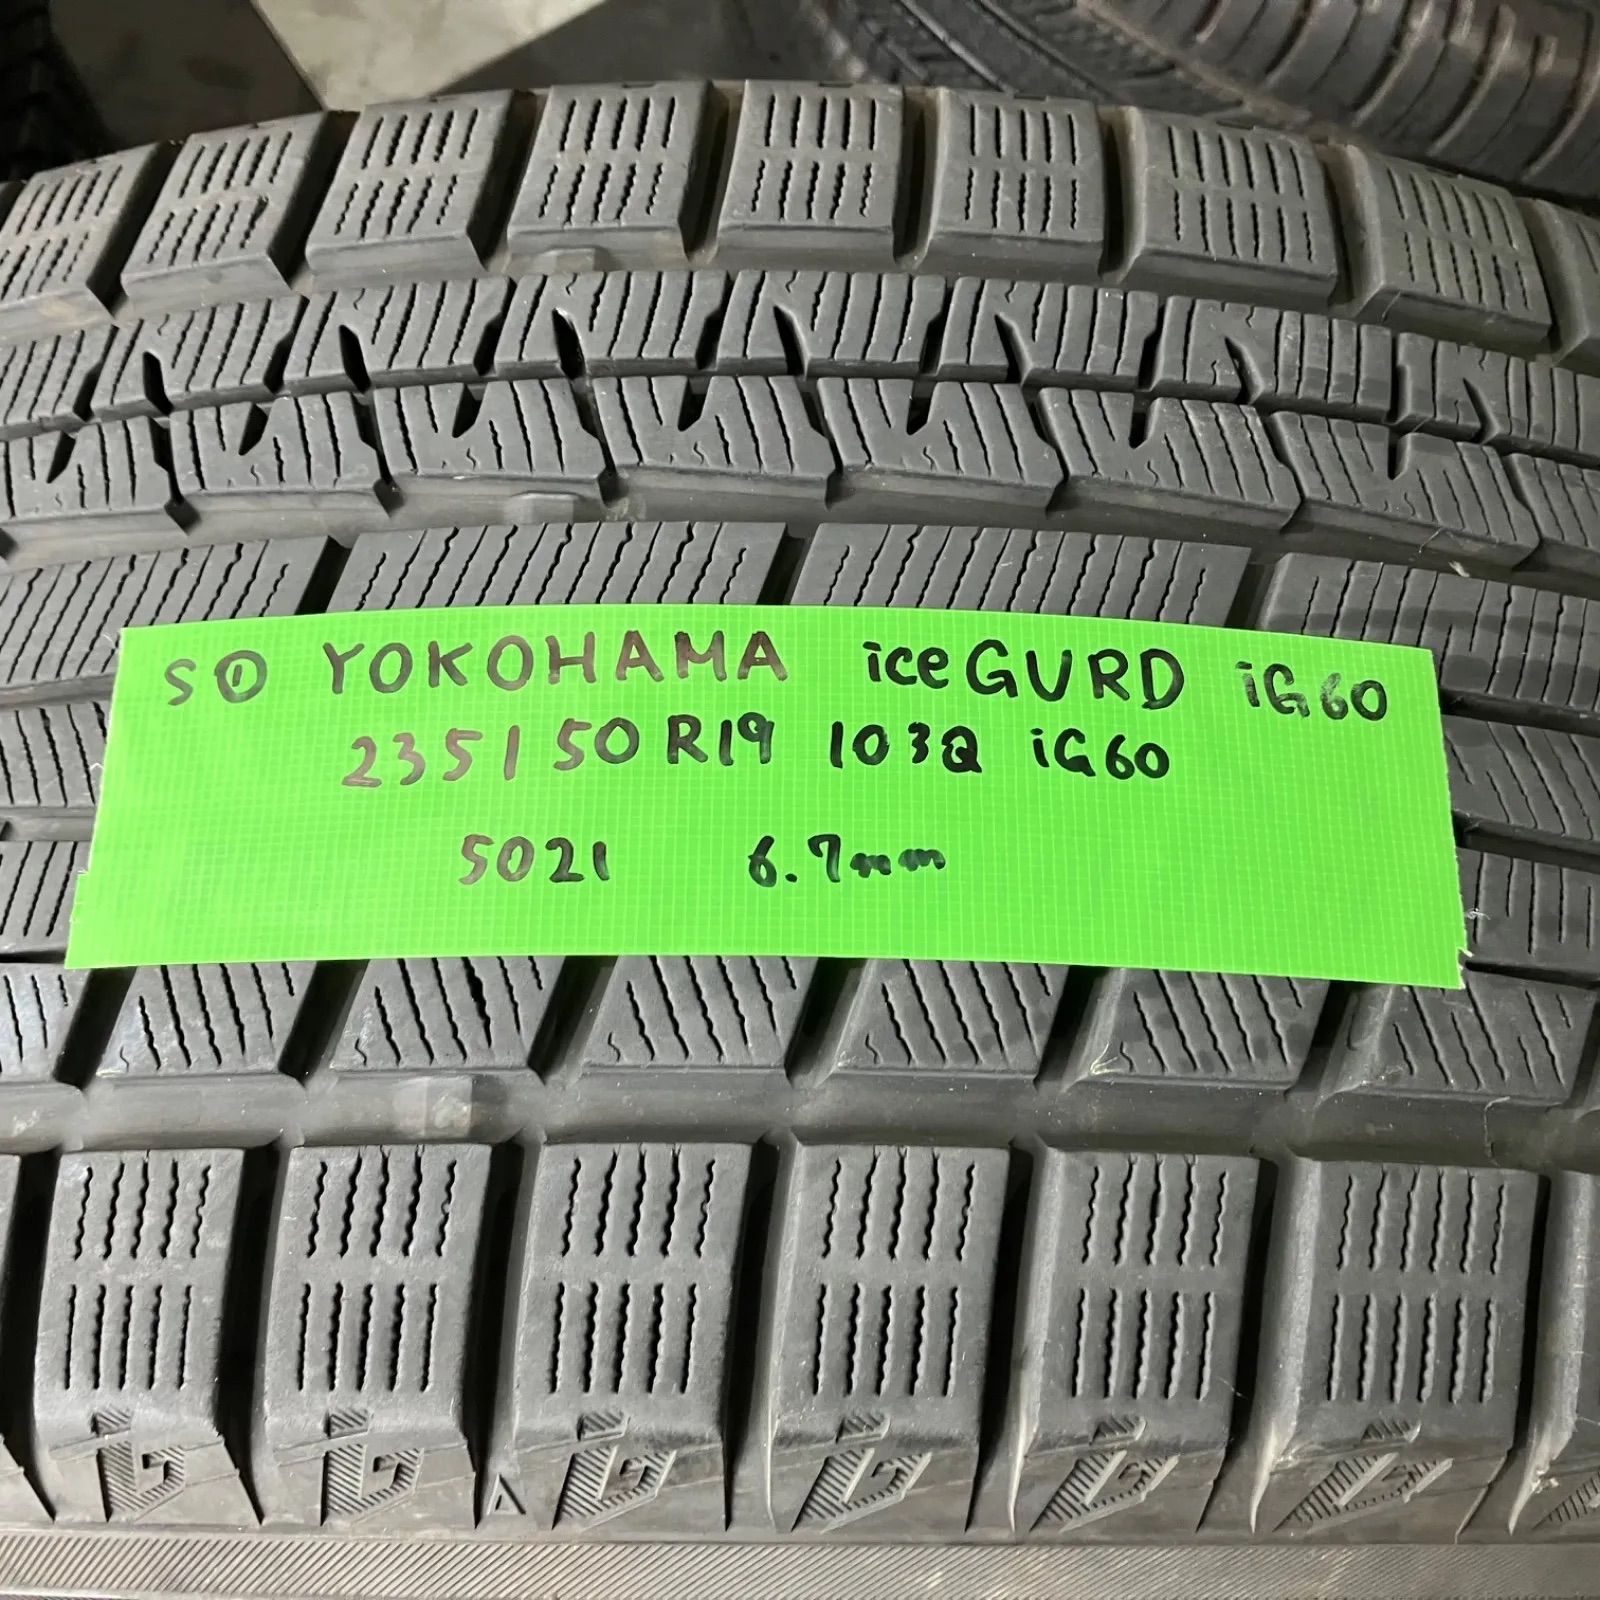 S① YOKOHAMA iceGURD iG60
235/50R19 103Q iG60
5021 6.7mm